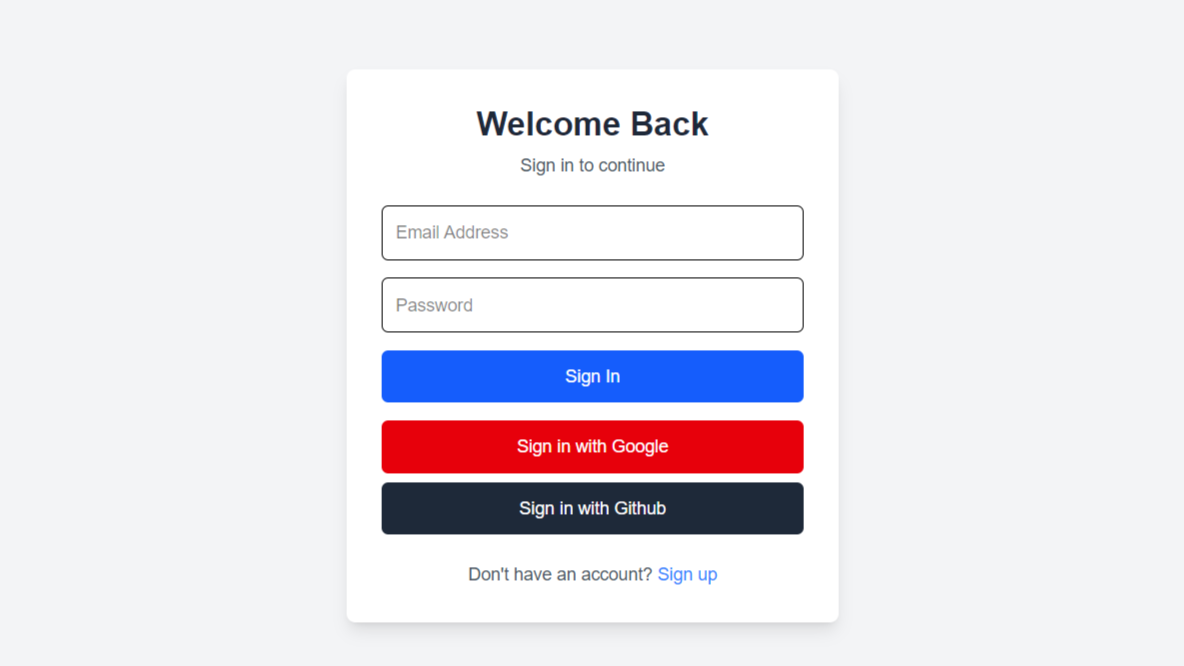 Welcome Back
Sign in to continue
Email Address
Password
Sign In
Sign in with Google
Sign in with Github
Don't have an account? Sign up